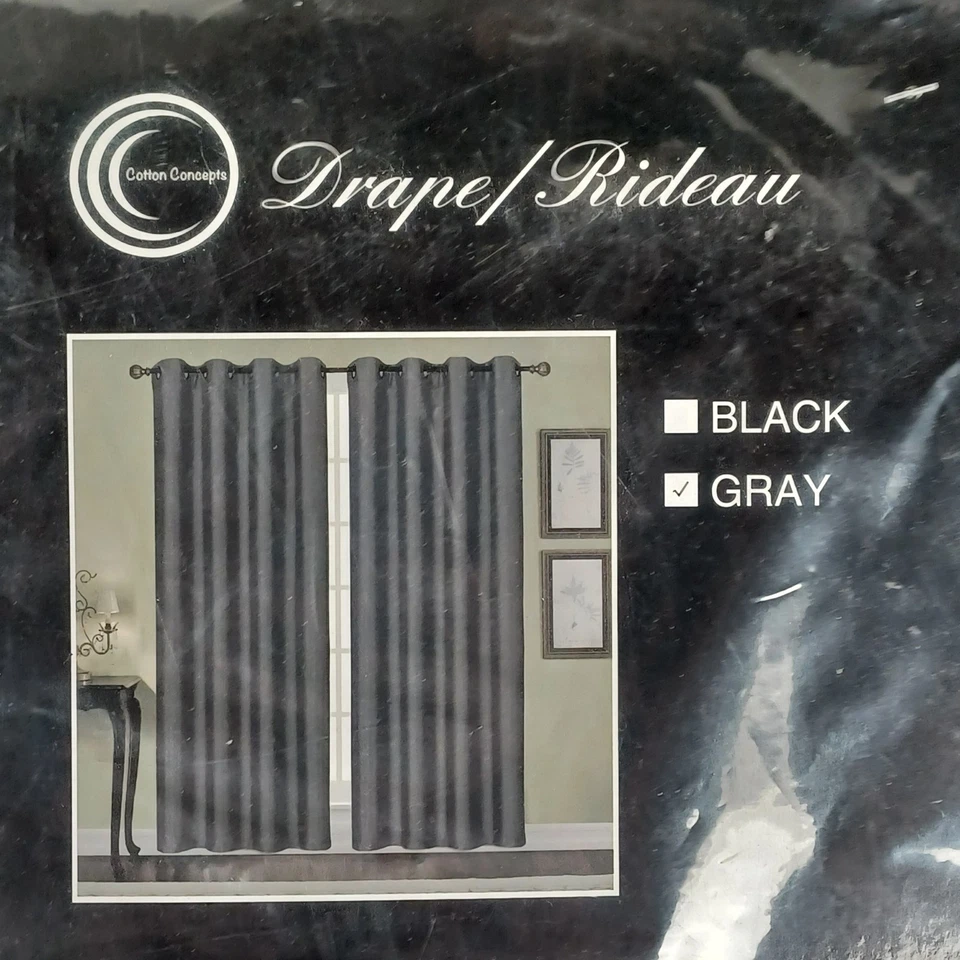 Cotton Concepts
Drape/Rideau
BLACK
GRAY